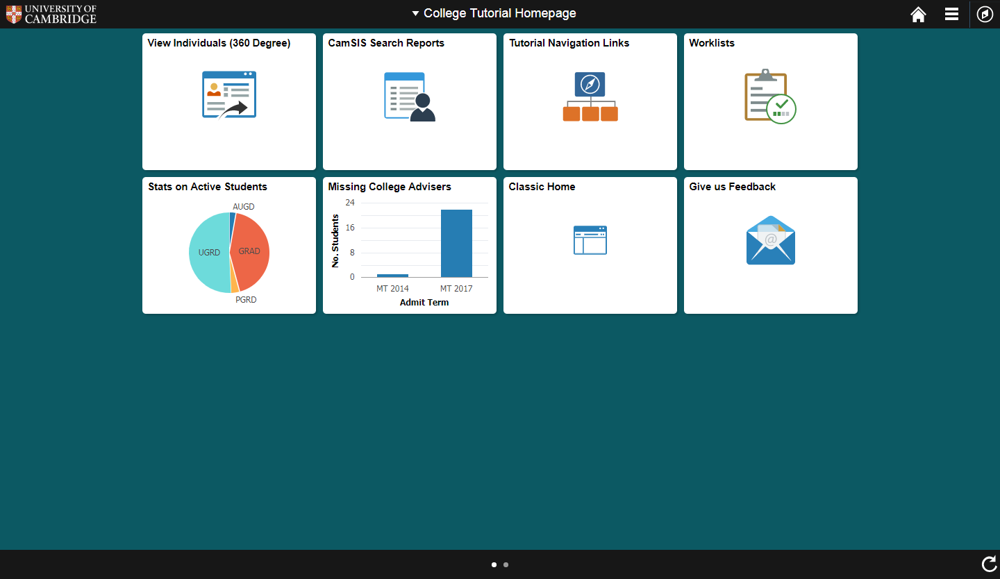 UNIVERSITY OF
CAMBRIDGE
College Tutorial Homepage
View Individuals (360 Degree)
CamSIS Search Reports
Tutorial Navigation Links
Worklists
@
Stats on Active Students
AUGD
UGRD
GRAD
PGRD
Missing College Advisers
No. Students
24
16
8
0
MT 2014
MT 2017
Admit Term
Classic Home
Give us Feedback